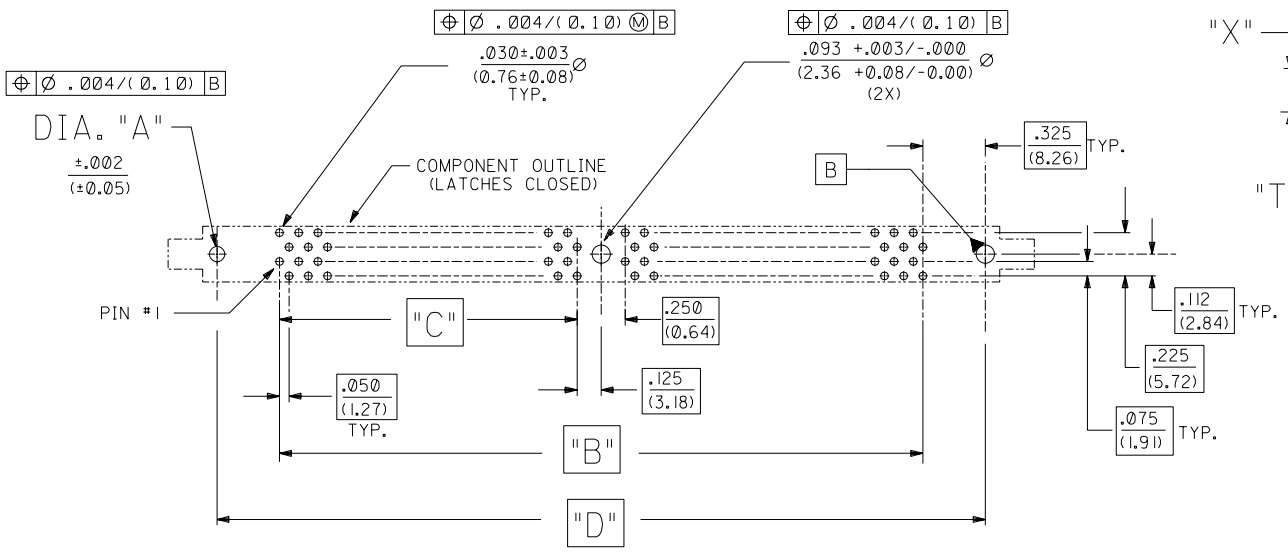 ⌖ Ø .004/(0.10) Ⓜ B
.030±.003
(0.76±0.08) Ø
TYP.
⌖ Ø .004/(0.10) B
.093 +.003/-.000
(2.36 +0.08/-0.00) Ø
(2X)
"X"
⌖ Ø .004/(0.10) B
DIA. "A"
±.002
(±0.05)
COMPONENT OUTLINE
(LATCHES CLOSED)
B
.325
(8.26)
TYP.
"T
PIN #1
"C"
.250
(0.64)
.112
(2.84)
TYP.
.050
(1.27)
TYP.
.125
(3.18)
.225
(5.72)
.075
(1.91)
TYP.
"B"
"D"